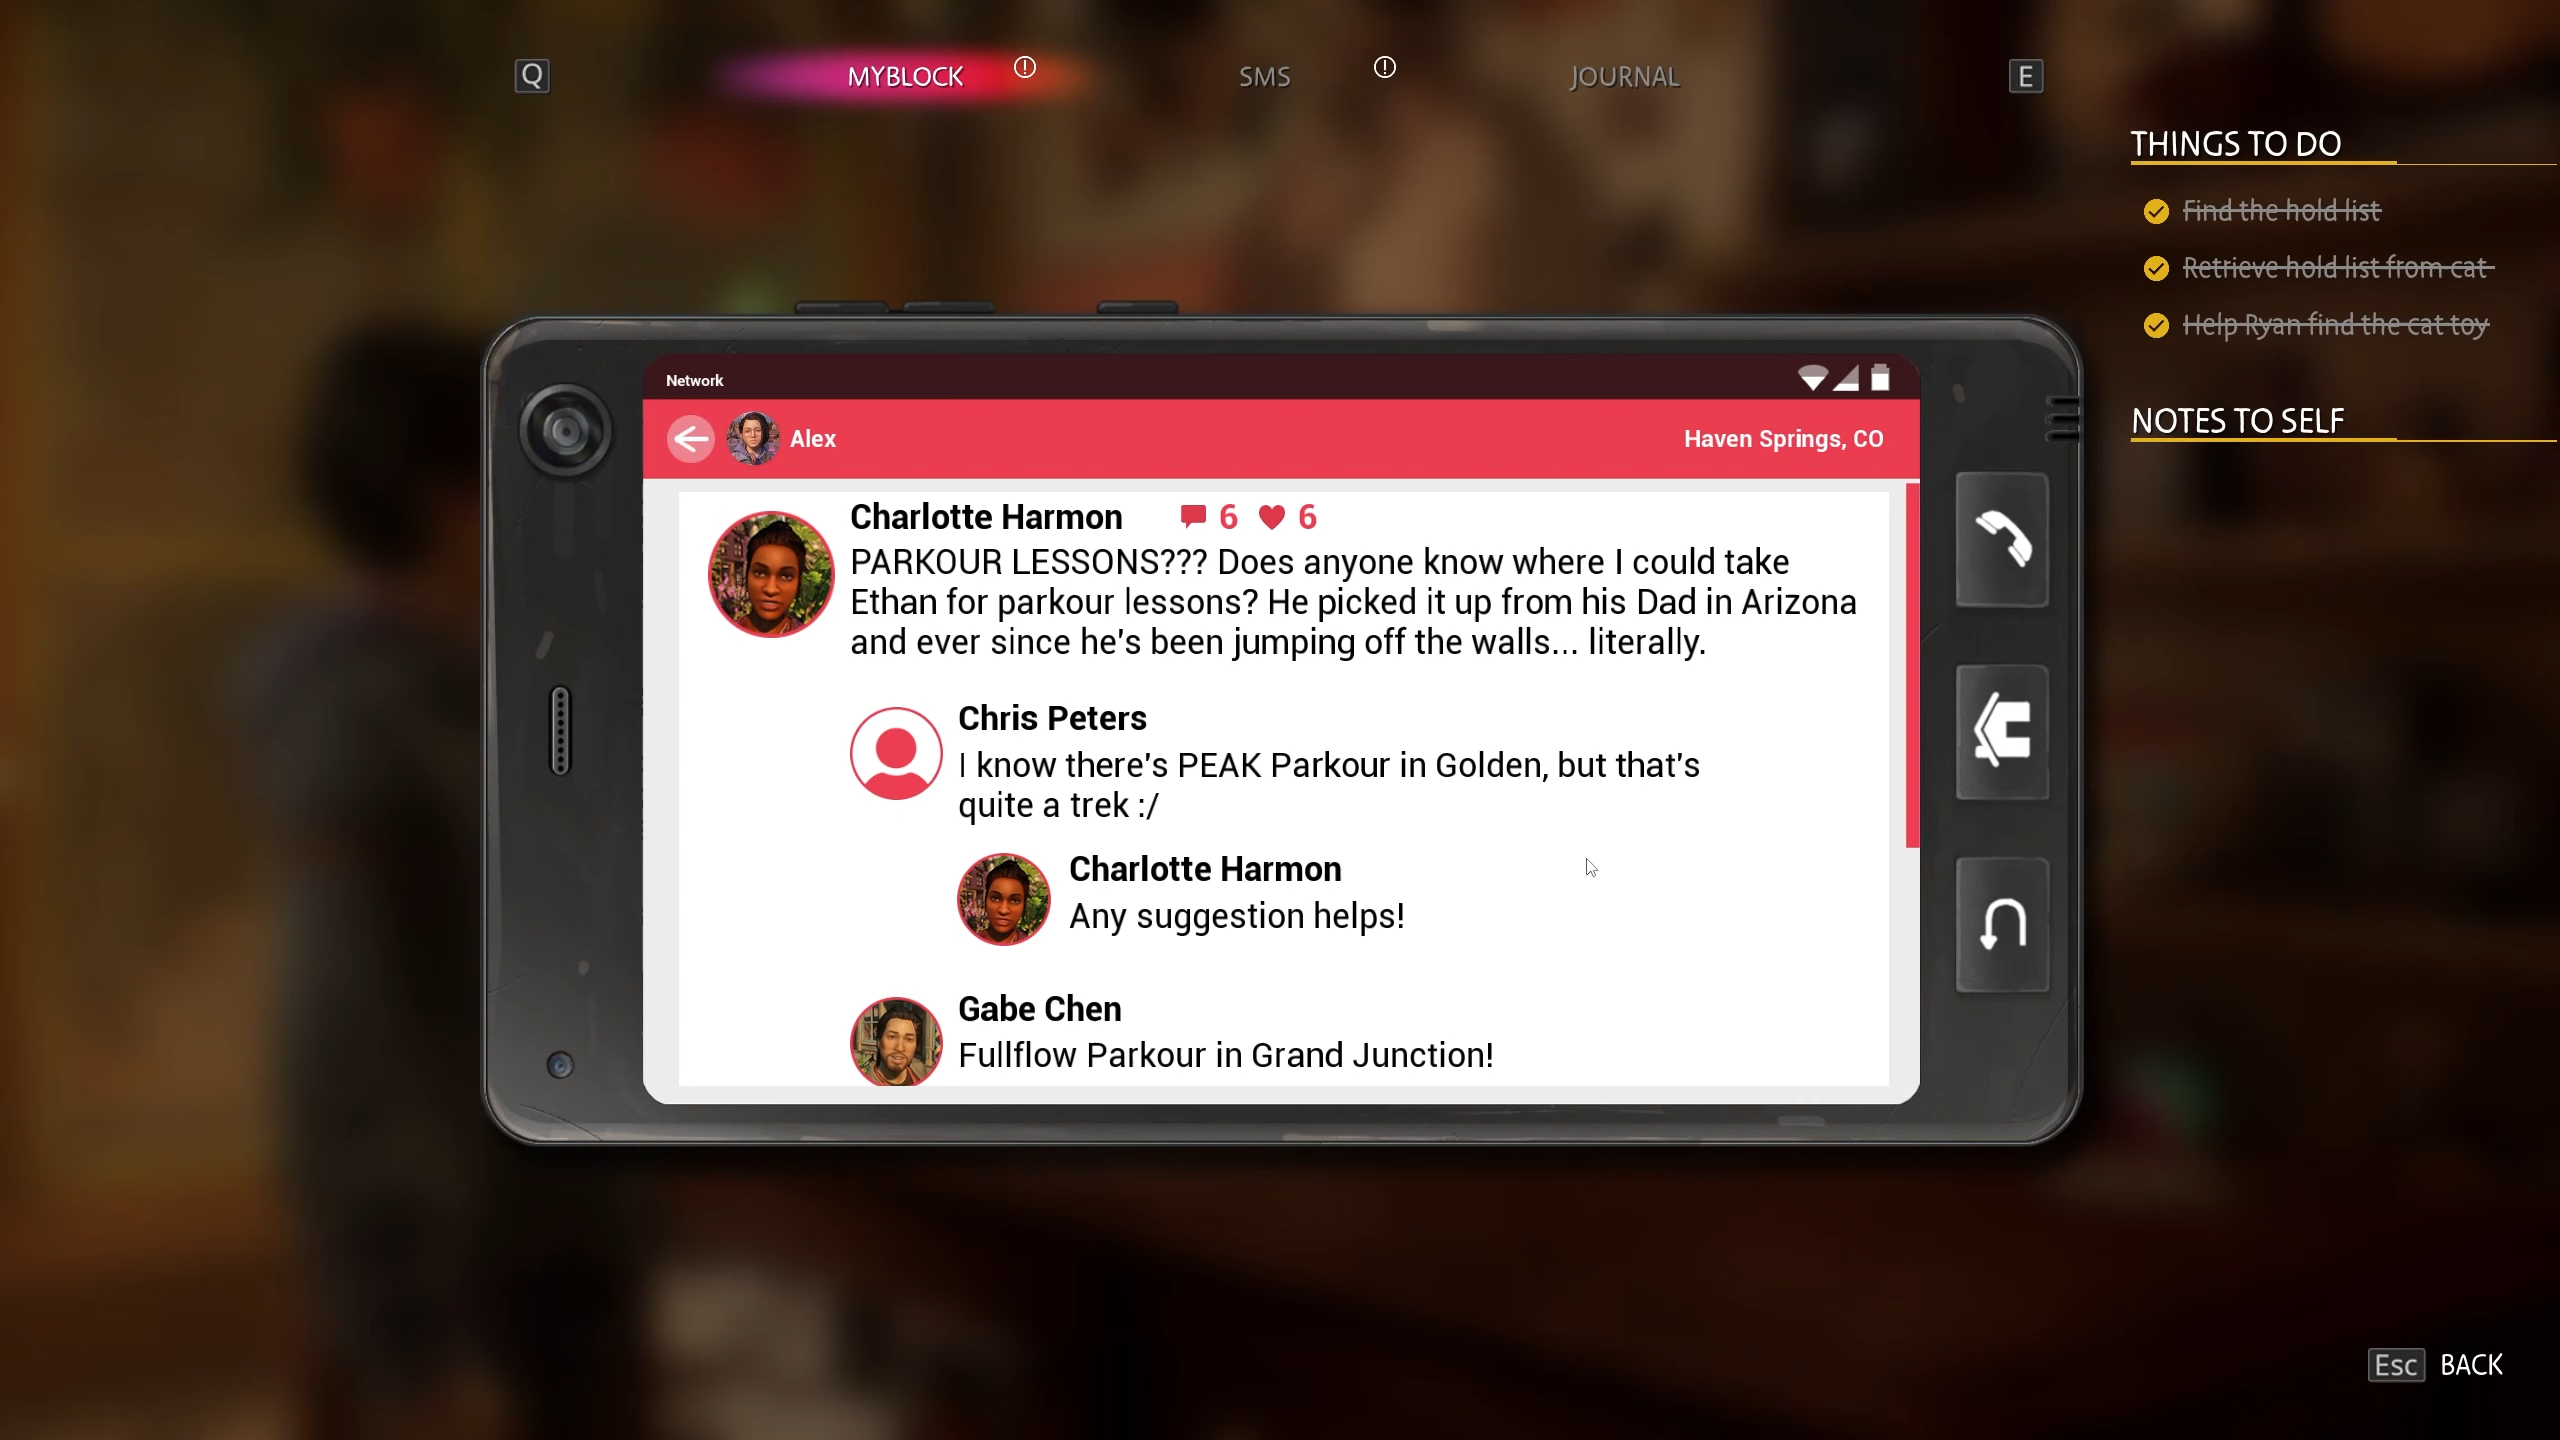 Q
MYBLOCK
SMS
JOURNAL
E
THINGS TO DO
Find the hold list
Retrieve hold list from cat
Help Ryan find the cat toy
NOTES TO SELF
Network
Alex
Haven Springs, CO
Charlotte Harmon 6 6
PARKOUR LESSONS??? Does anyone know where I could take
Ethan for parkour lessons? He picked it up from his Dad in Arizona
and ever since he's been jumping off the walls... literally.
Chris Peters
I know there's PEAK Parkour in Golden, but that's
quite a trek :/
Charlotte Harmon
Any suggestion helps!
Gabe Chen
Fullflow Parkour in Grand Junction!
Esc BACK